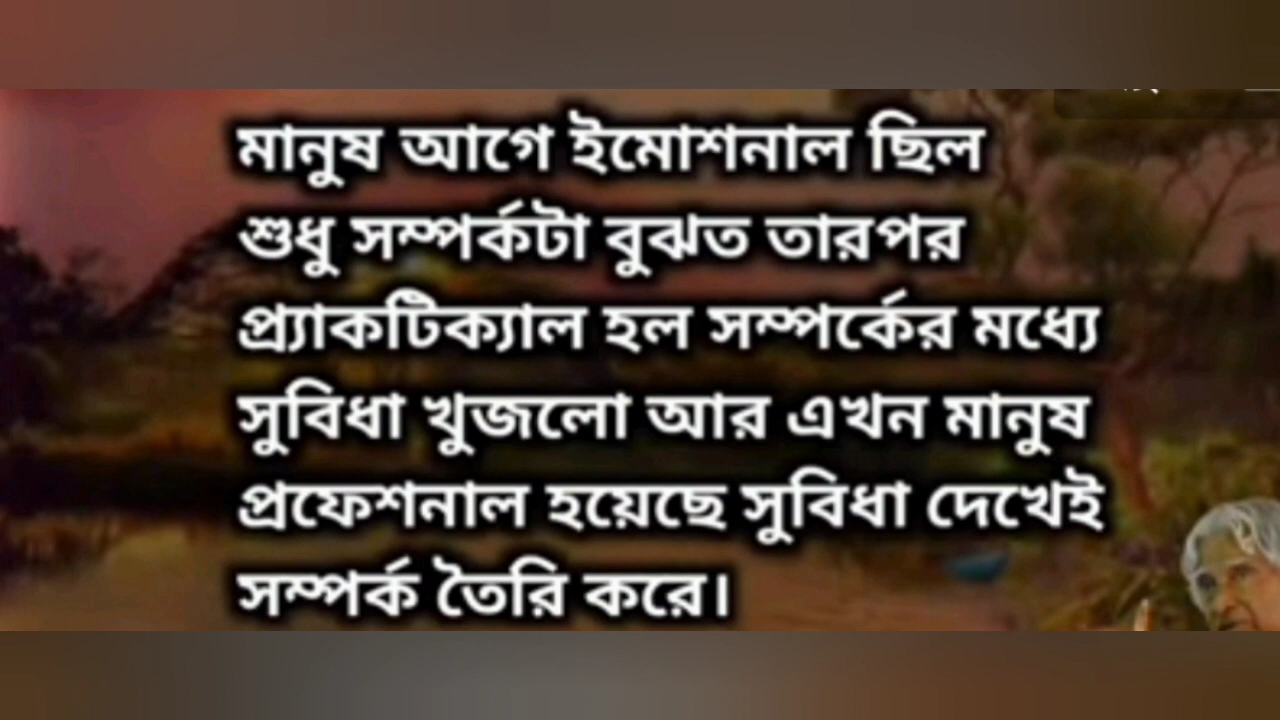 মানুষ আগে ইমোশনাল ছিল
শুধু সম্পর্কটা বুঝত তারপর
প্র্যাকটিক্যাল হল সম্পর্কের মধ্যে
সুবিধা খুজলো আর এখন মানুষ
প্রফেশনাল হয়েছে সুবিধা দেখেই
সম্পর্ক তৈরি করে।